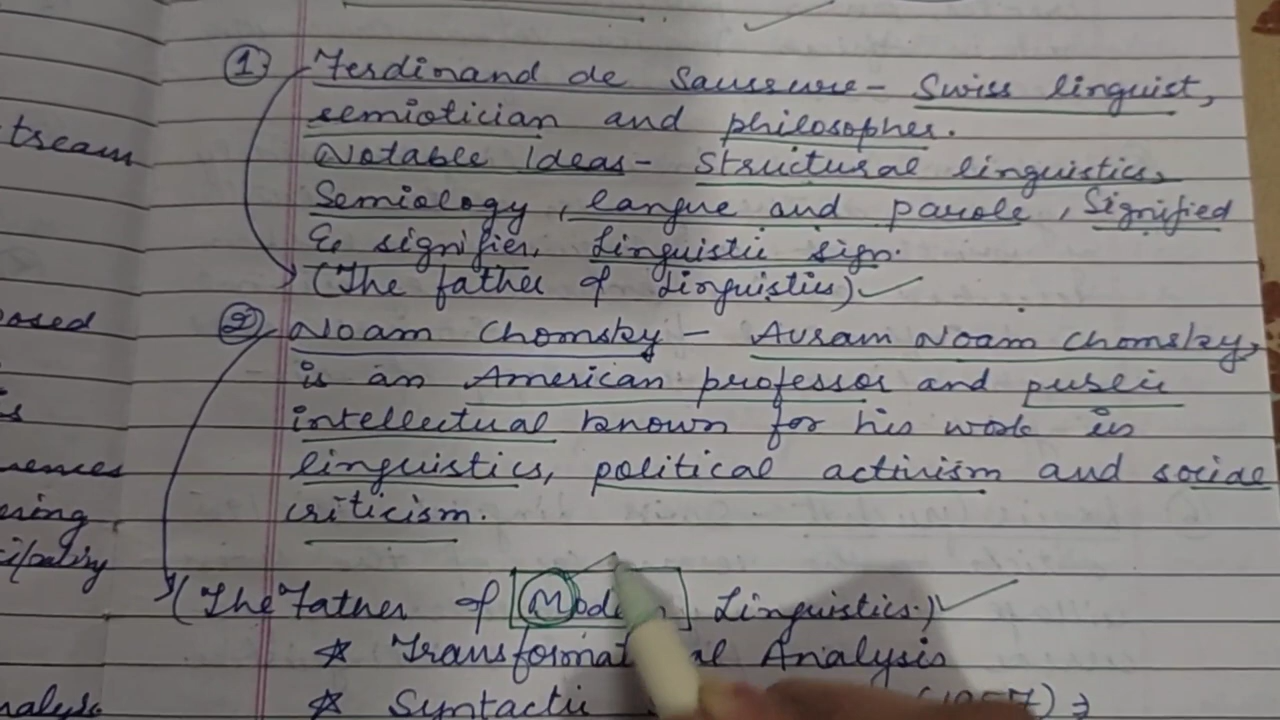 tream
① Ferdinand de Saussure - Swiss linguist,
semiotician and philosopher.
Notable Ideas - Structural linguistics,
Semiology, langue and parole, Signified
& signifier, Linguistic sign.
(The father of Linguistics)
② Noam Chomsky - Avram Noam Chomsky,
is an American professor and public
intellectual known for his work in
linguistics, political activism and social
criticism.
(The Father of Modern Linguistics.)
* Transformational Analysis
* Syntactic (1957)